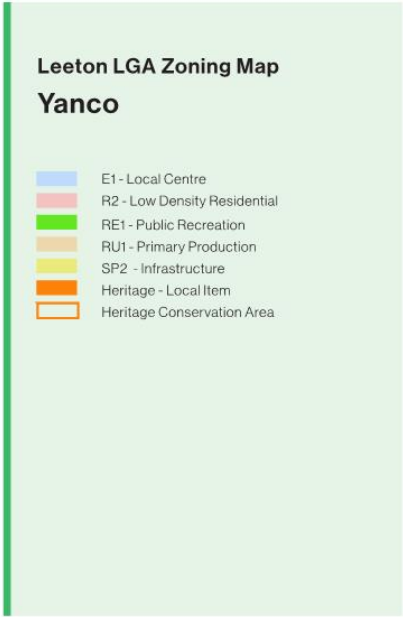 Leeton LGA Zoning Map
Yanco
E1 - Local Centre
R2 - Low Density Residential
RE1 - Public Recreation
RU1 - Primary Production
SP2 - Infrastructure
Heritage - Local Item
Heritage Conservation Area